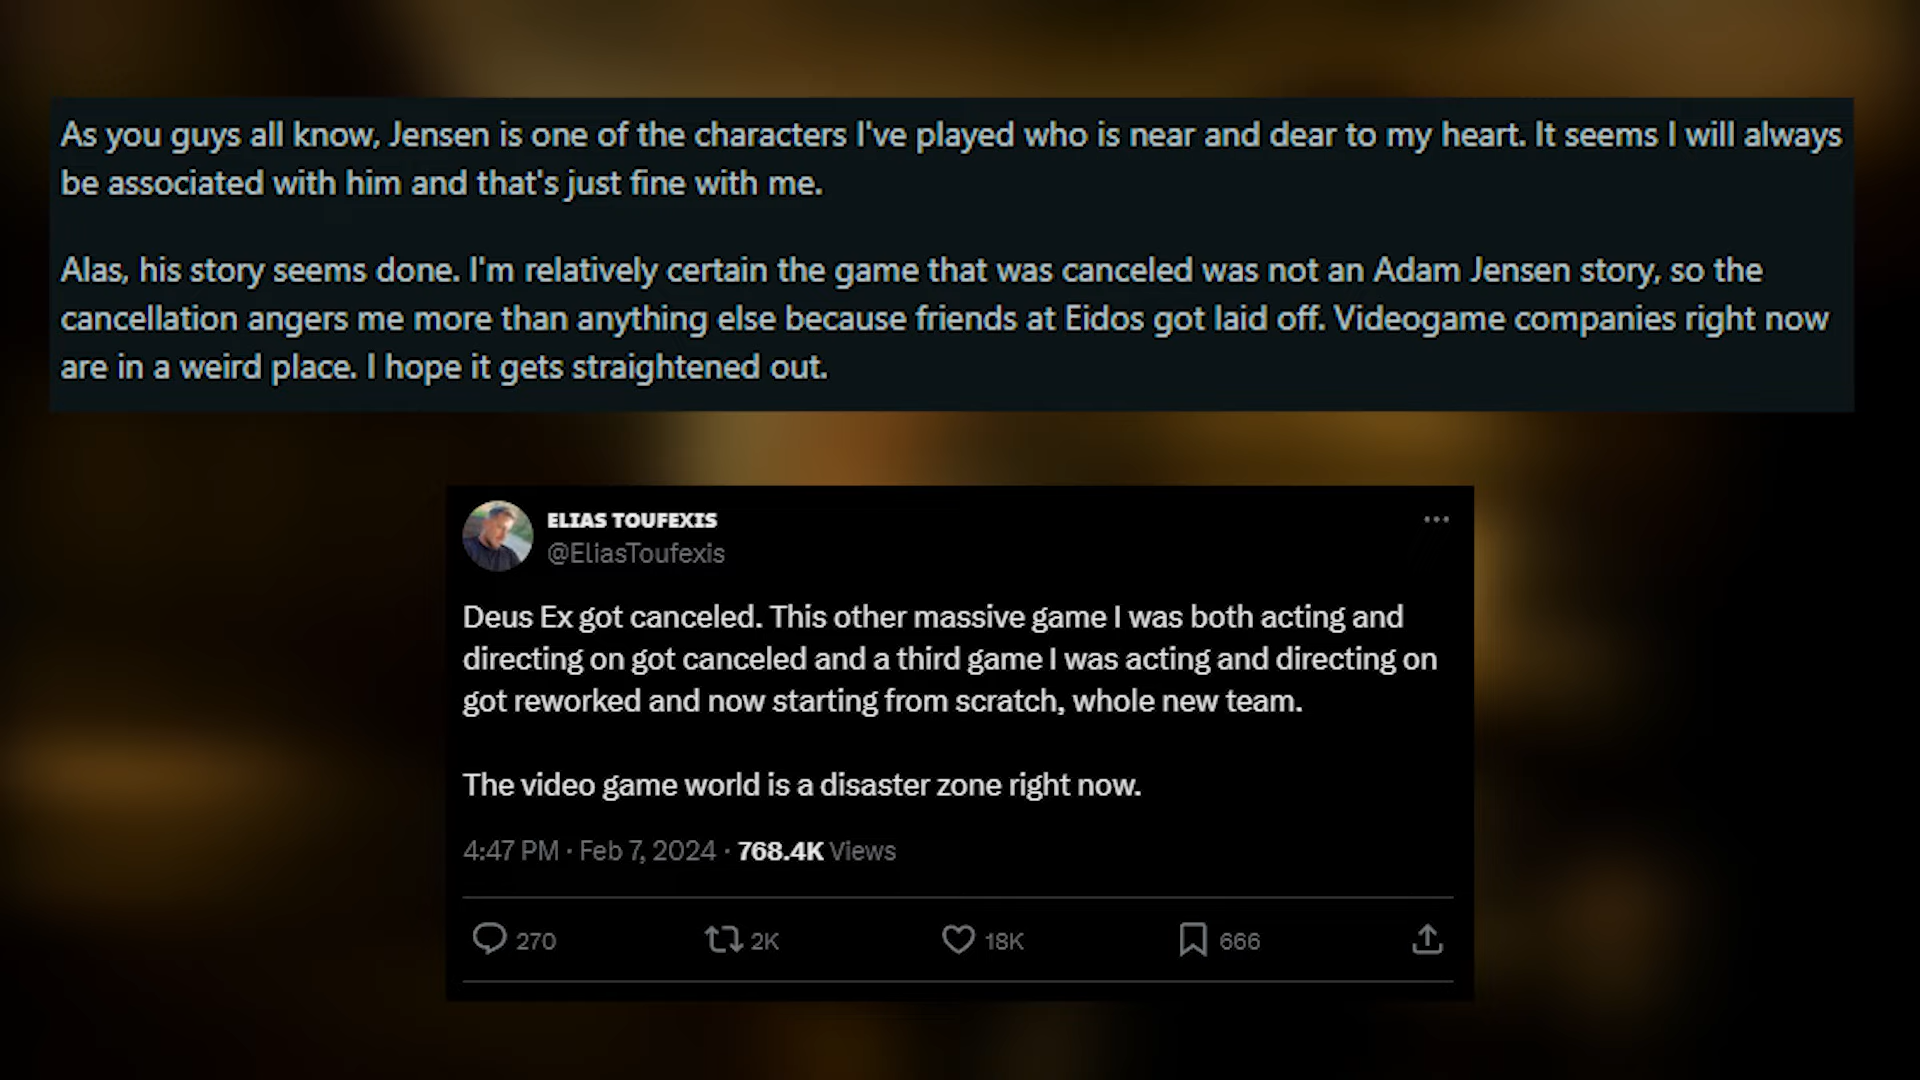 As you guys all know, Jensen is one of the characters I've played who is near and dear to my heart. It seems I will always
be associated with him and that's just fine with me.
Alas, his story seems done. I'm relatively certain the game that was canceled was not an Adam Jensen story, so the
cancellation angers me more than anything else because friends at Eidos got laid off. Videogame companies right now
are in a weird place. I hope it gets straightened out.
ELIAS TOUFEXIS
@EliasToufexis
Deus Ex got canceled. This other massive game I was both acting and
directing on got canceled and a third game I was acting and directing on
got reworked and now starting from scratch, whole new team.
The video game world is a disaster zone right now.
4:47 PM · Feb 7, 2024 · 768.4K Views
270 2K 18K 666